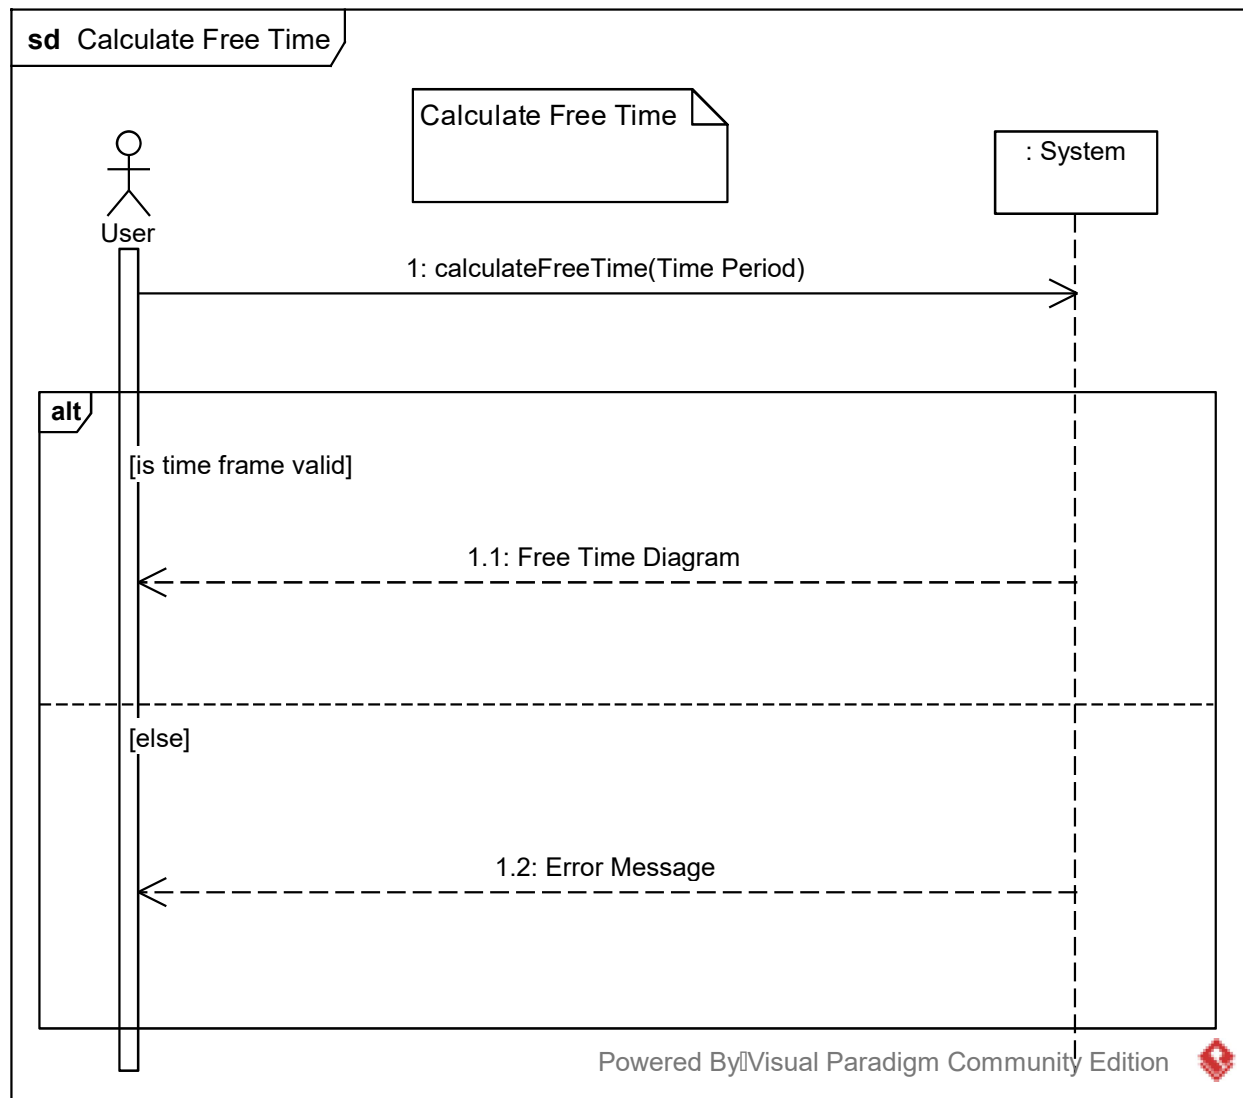 sd Calculate Free Time
Calculate Free Time
: System
User
1: calculateFreeTime(Time Period)
alt
[is time frame valid]
1.1: Free Time Diagram
[else]
1.2: Error Message
Powered By Visual Paradigm Community Edition